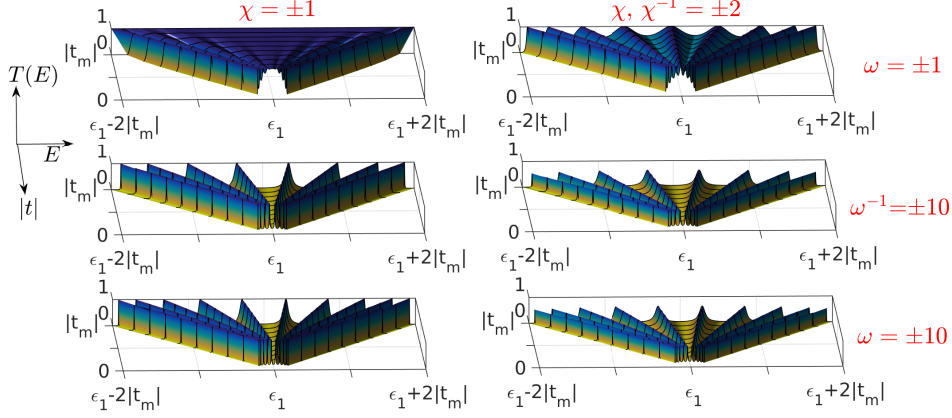 χ = ±1
χ, χ⁻¹ = ±2
T(E)
E
|t|
1
|tₘ| 0
0
ϵ₁-2|tₘ| ϵ₁ ϵ₁+2|tₘ|
1
|tₘ| 0
0
ϵ₁-2|tₘ| ϵ₁ ϵ₁+2|tₘ|
ω = ±1
1
|tₘ| 0
0
ϵ₁-2|tₘ| ϵ₁ ϵ₁+2|tₘ|
1
|tₘ| 0
0
ϵ₁-2|tₘ| ϵ₁ ϵ₁+2|tₘ|
ω⁻¹=±10
1
|tₘ| 0
0
ϵ₁-2|tₘ| ϵ₁ ϵ₁+2|tₘ|
1
|tₘ| 0
0
ϵ₁-2|tₘ| ϵ₁ ϵ₁+2|tₘ|
ω = ±10